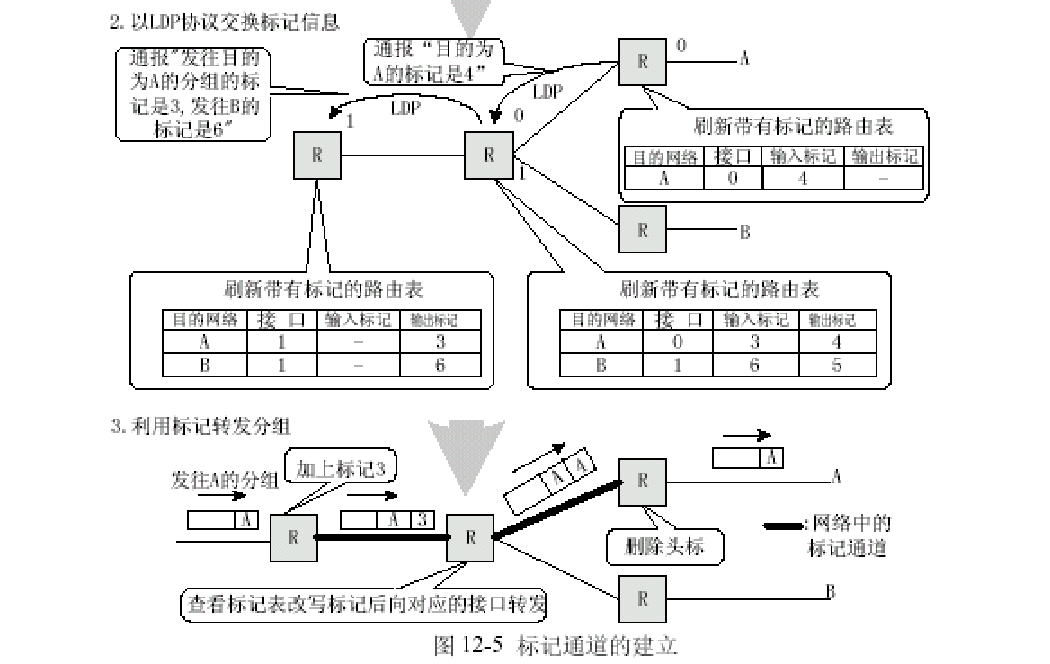 2. 以LDP协议交换标记信息
通报"发往目的
为A的分组的标
记是3, 发往B的
标记是6"
通报“目的为
A的标记是4”
LDP
LDP
1
0
1
R
R
R
0
A
刷新带有标记的路由表
目的网络 接口 输入标记 输出标记
A 0 4 -
R
B
刷新带有标记的路由表
目的网络 接 口 输入标记 输出标记
A 1 - 3
B 1 - 6
刷新带有标记的路由表
目的网络 接 口 输入标记 输出标记
A 0 3 4
B 1 6 5
3. 利用标记转发分组
发往A的分组
加上标记3
A
R
A 3
R
A 4
R
A
A
删除头标
:网络中的
标记通道
R
B
查看标记表改写标记后向对应的接口转发
图 12-5 标记通道的建立